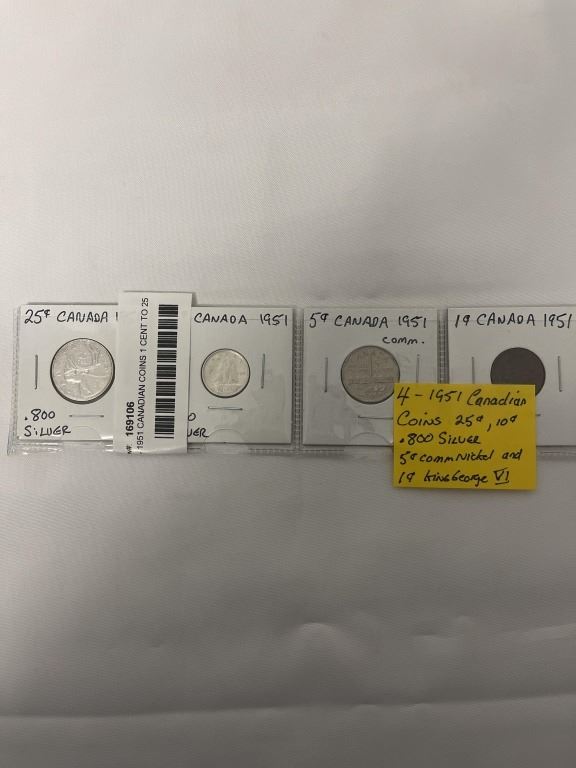 25¢ CANADA 1
.800
SILVER
169106
1951 CANADIAN COINS 1 CENT TO 25
CANADA 1951
5¢ CANADA 1951
comm.
1¢ CANADA 1951
4 - 1951 Canadian
Coins 25¢, 10¢
.800 Silver
5¢ comm Nickel and
1¢ King George VI